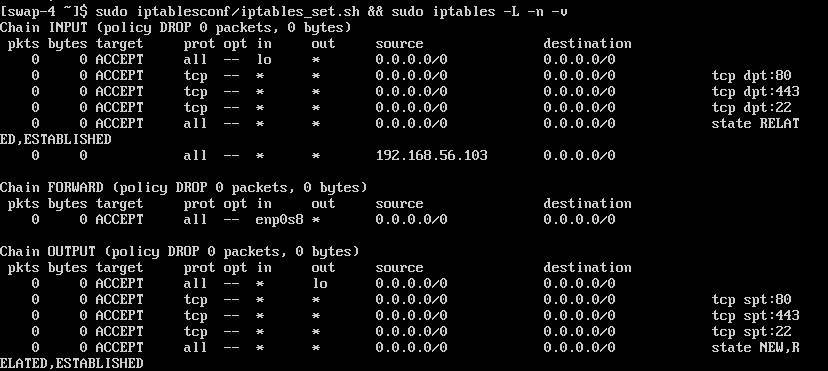 [swap-4 ~]$ sudo iptablesconf/iptables_set.sh && sudo iptables -L -n -v
Chain INPUT (policy DROP 0 packets, 0 bytes)
 pkts bytes target     prot opt in     out     source               destination
    0     0 ACCEPT     all  --  lo     *       0.0.0.0/0            0.0.0.0/0
    0     0 ACCEPT     tcp  --  *      *       0.0.0.0/0            0.0.0.0/0            tcp dpt:80
    0     0 ACCEPT     tcp  --  *      *       0.0.0.0/0            0.0.0.0/0            tcp dpt:443
    0     0 ACCEPT     tcp  --  *      *       0.0.0.0/0            0.0.0.0/0            tcp dpt:22
    0     0 ACCEPT     all  --  *      *       0.0.0.0/0            0.0.0.0/0            state RELAT
ED,ESTABLISHED
    0     0            all  --  *      *       192.168.56.103       0.0.0.0/0
Chain FORWARD (policy DROP 0 packets, 0 bytes)
 pkts bytes target     prot opt in     out     source               destination
    0     0 ACCEPT     all  --  enp0s8 *       0.0.0.0/0            0.0.0.0/0
Chain OUTPUT (policy DROP 0 packets, 0 bytes)
 pkts bytes target     prot opt in     out     source               destination
    0     0 ACCEPT     all  --  *      lo      0.0.0.0/0            0.0.0.0/0
    0     0 ACCEPT     tcp  --  *      *       0.0.0.0/0            0.0.0.0/0            tcp spt:80
    0     0 ACCEPT     tcp  --  *      *       0.0.0.0/0            0.0.0.0/0            tcp spt:443
    0     0 ACCEPT     tcp  --  *      *       0.0.0.0/0            0.0.0.0/0            tcp spt:22
    0     0 ACCEPT     all  --  *      *       0.0.0.0/0            0.0.0.0/0            state NEW,R
ELATED,ESTABLISHED